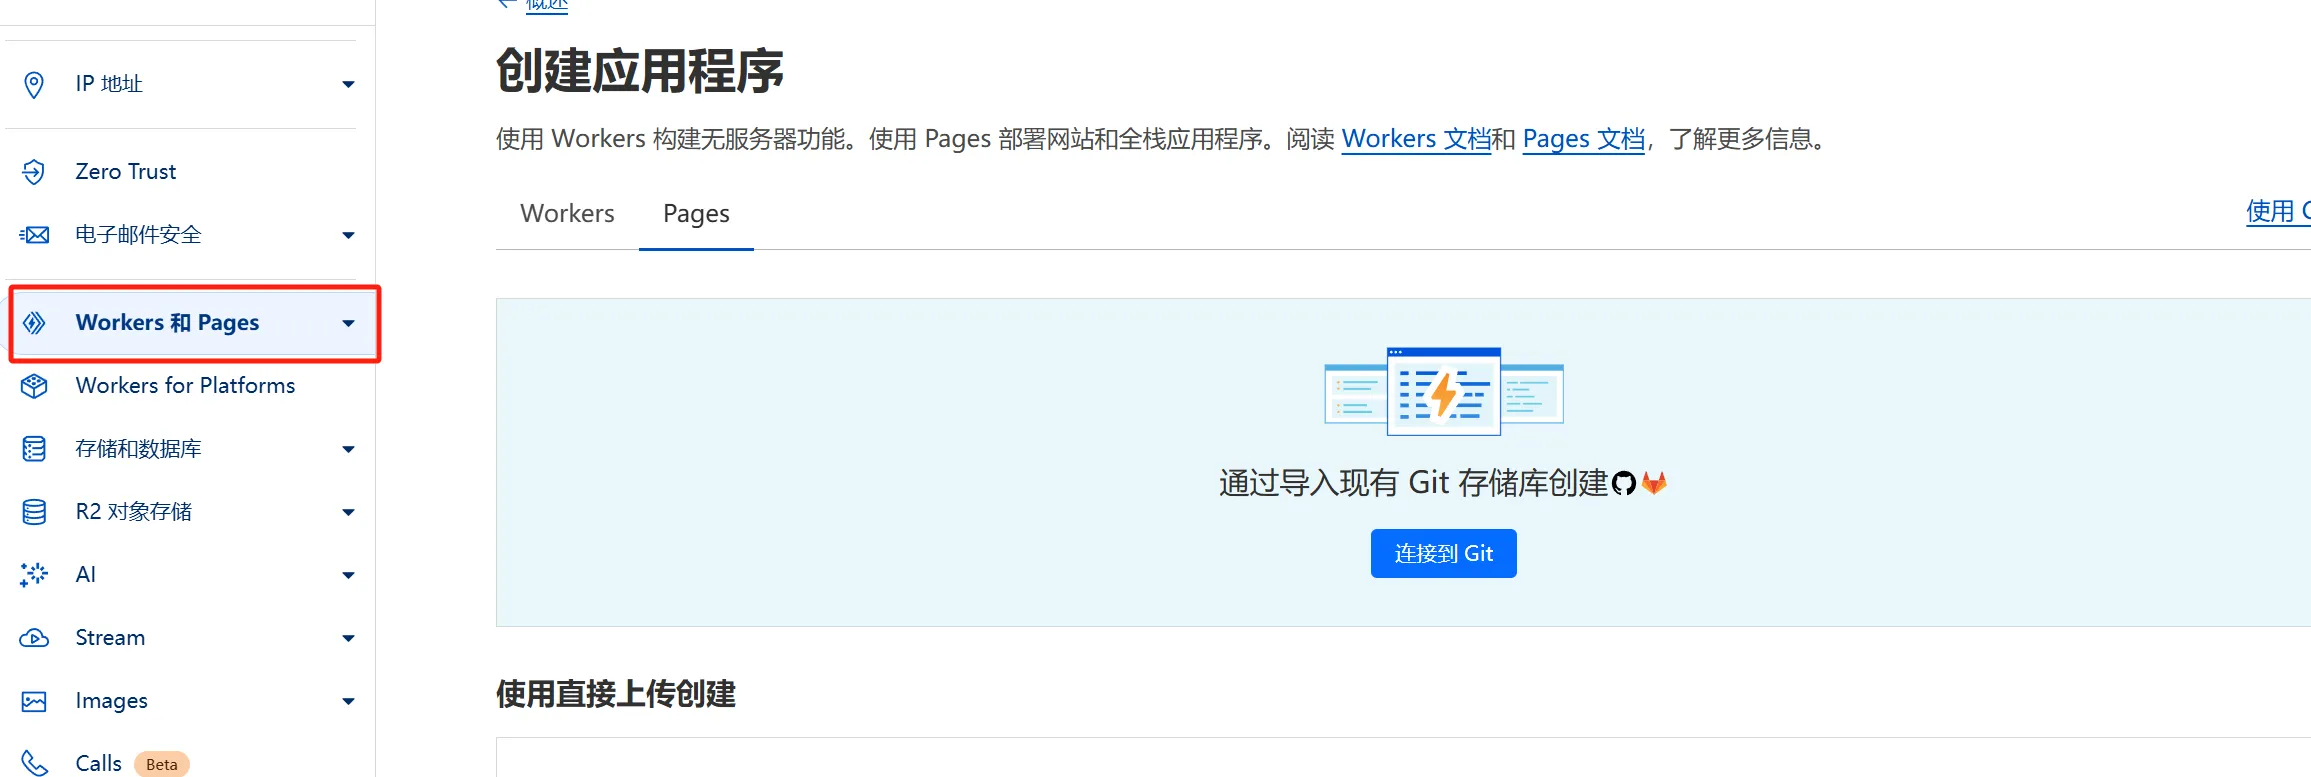 概述
IP 地址
Zero Trust
电子邮件安全
Workers 和 Pages
Workers for Platforms
存储和数据库
R2 对象存储
AI
Stream
Images
Calls Beta
创建应用程序
使用 Workers 构建无服务器功能。使用 Pages 部署网站和全栈应用程序。阅读 Workers 文档和 Pages 文档，了解更多信息。
Workers Pages
使用
通过导入现有 Git 存储库创建
连接到 Git
使用直接上传创建